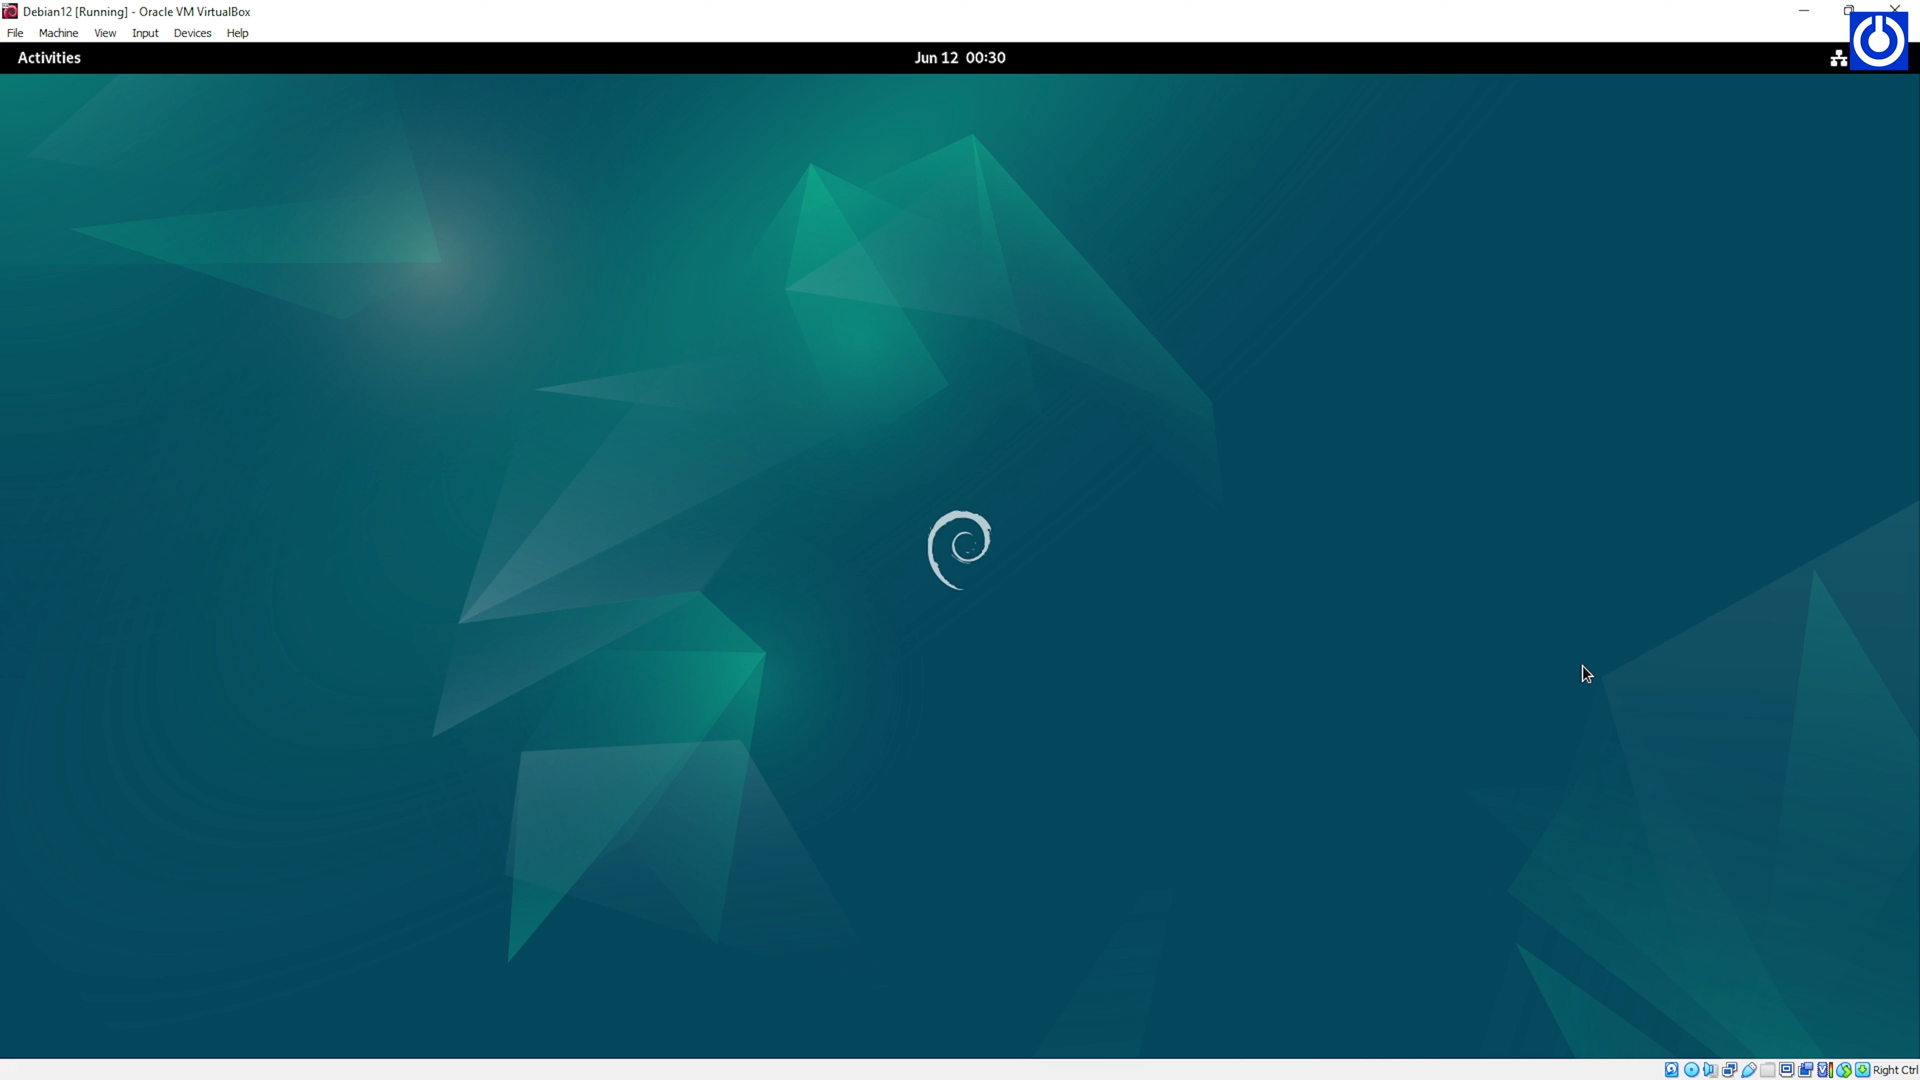 Debian12 [Running] - Oracle VM VirtualBox
File Machine View Input Devices Help
Activities Jun 12 00:30
Right Ctrl